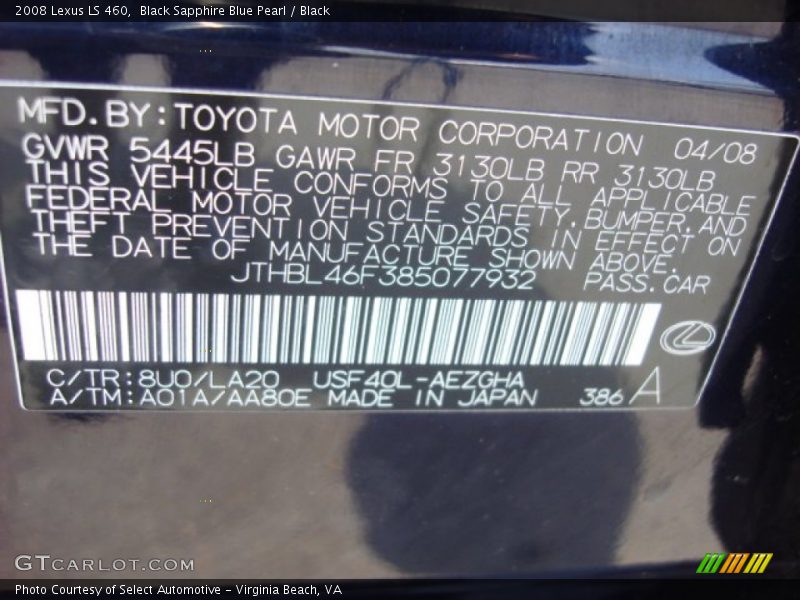 2008 Lexus LS 460,  Black Sapphire Blue Pearl / Black
MFD. BY: TOYOTA MOTOR CORPORATION 04/08
GVWR 5445LB GAWR FR 3130LB RR 3130LB
THIS VEHICLE CONFORMS TO ALL APPLICABLE
FEDERAL MOTOR VEHICLE SAFETY, BUMPER, AND
THEFT PREVENTION STANDARDS IN EFFECT ON
THE DATE OF MANUFACTURE SHOWN ABOVE.
JTHBL46F385077932 PASS. CAR
C/TR: 8U0/LA20 USF40L-AEZGHA
A/TM: A01A/AA80E MADE IN JAPAN 386 A
GTCARLOT.COM
Photo Courtesy of Select Automotive – Virginia Beach, VA